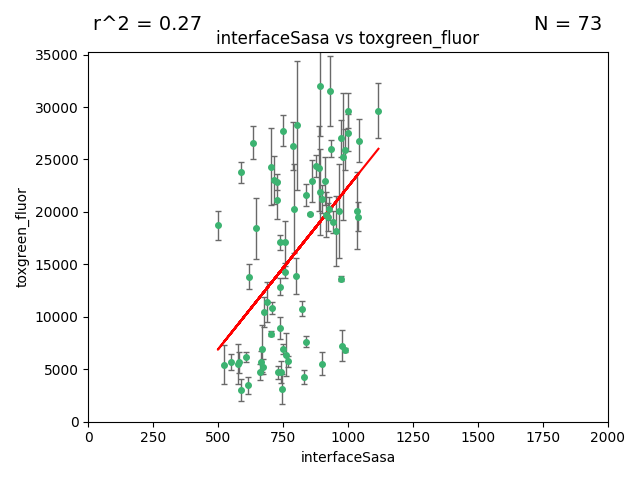 r^2 = 0.27
N = 73
interfaceSasa vs toxgreen_fluor
35000
30000
25000
20000
15000
10000
5000
0
toxgreen_fluor
0 250 500 750 1000 1250 1500 1750 2000
interfaceSasa